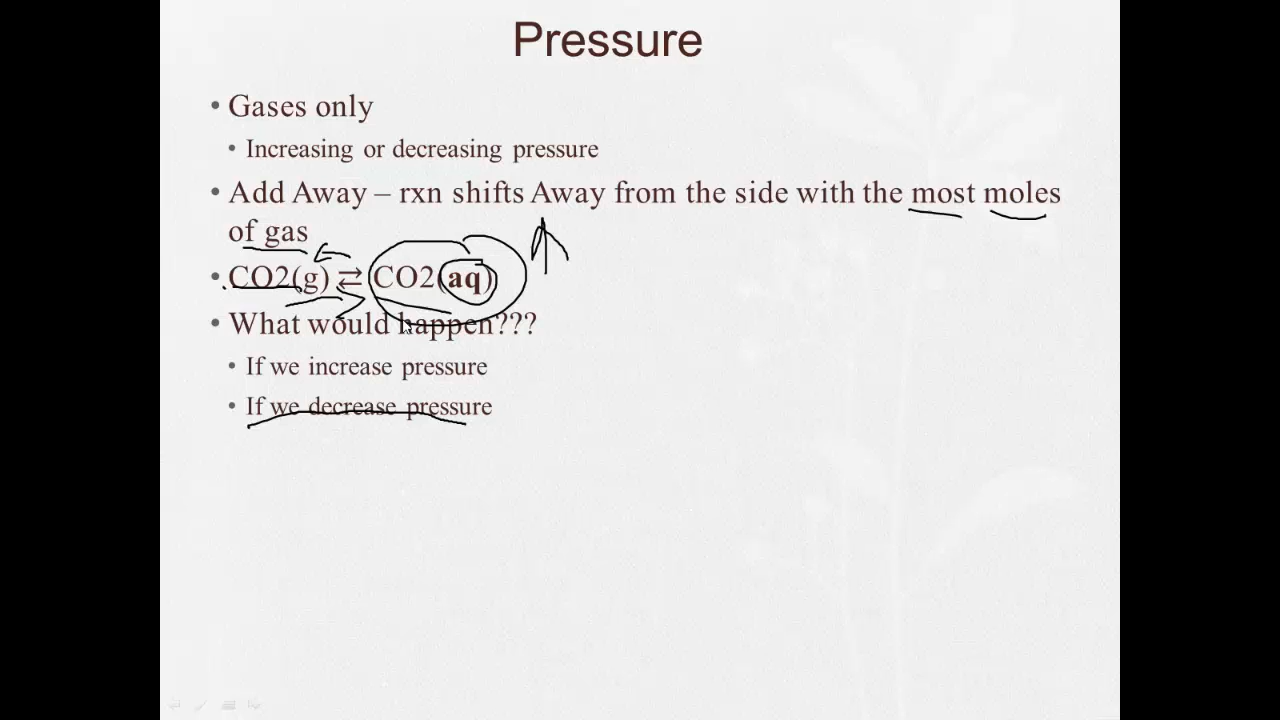 Pressure
• Gases only
• Increasing or decreasing pressure
• Add Away – rxn shifts Away from the side with the most moles
of gas
• CO2(g) ⇄ CO2(aq)
• What would happen???
• If we increase pressure
• If we decrease pressure